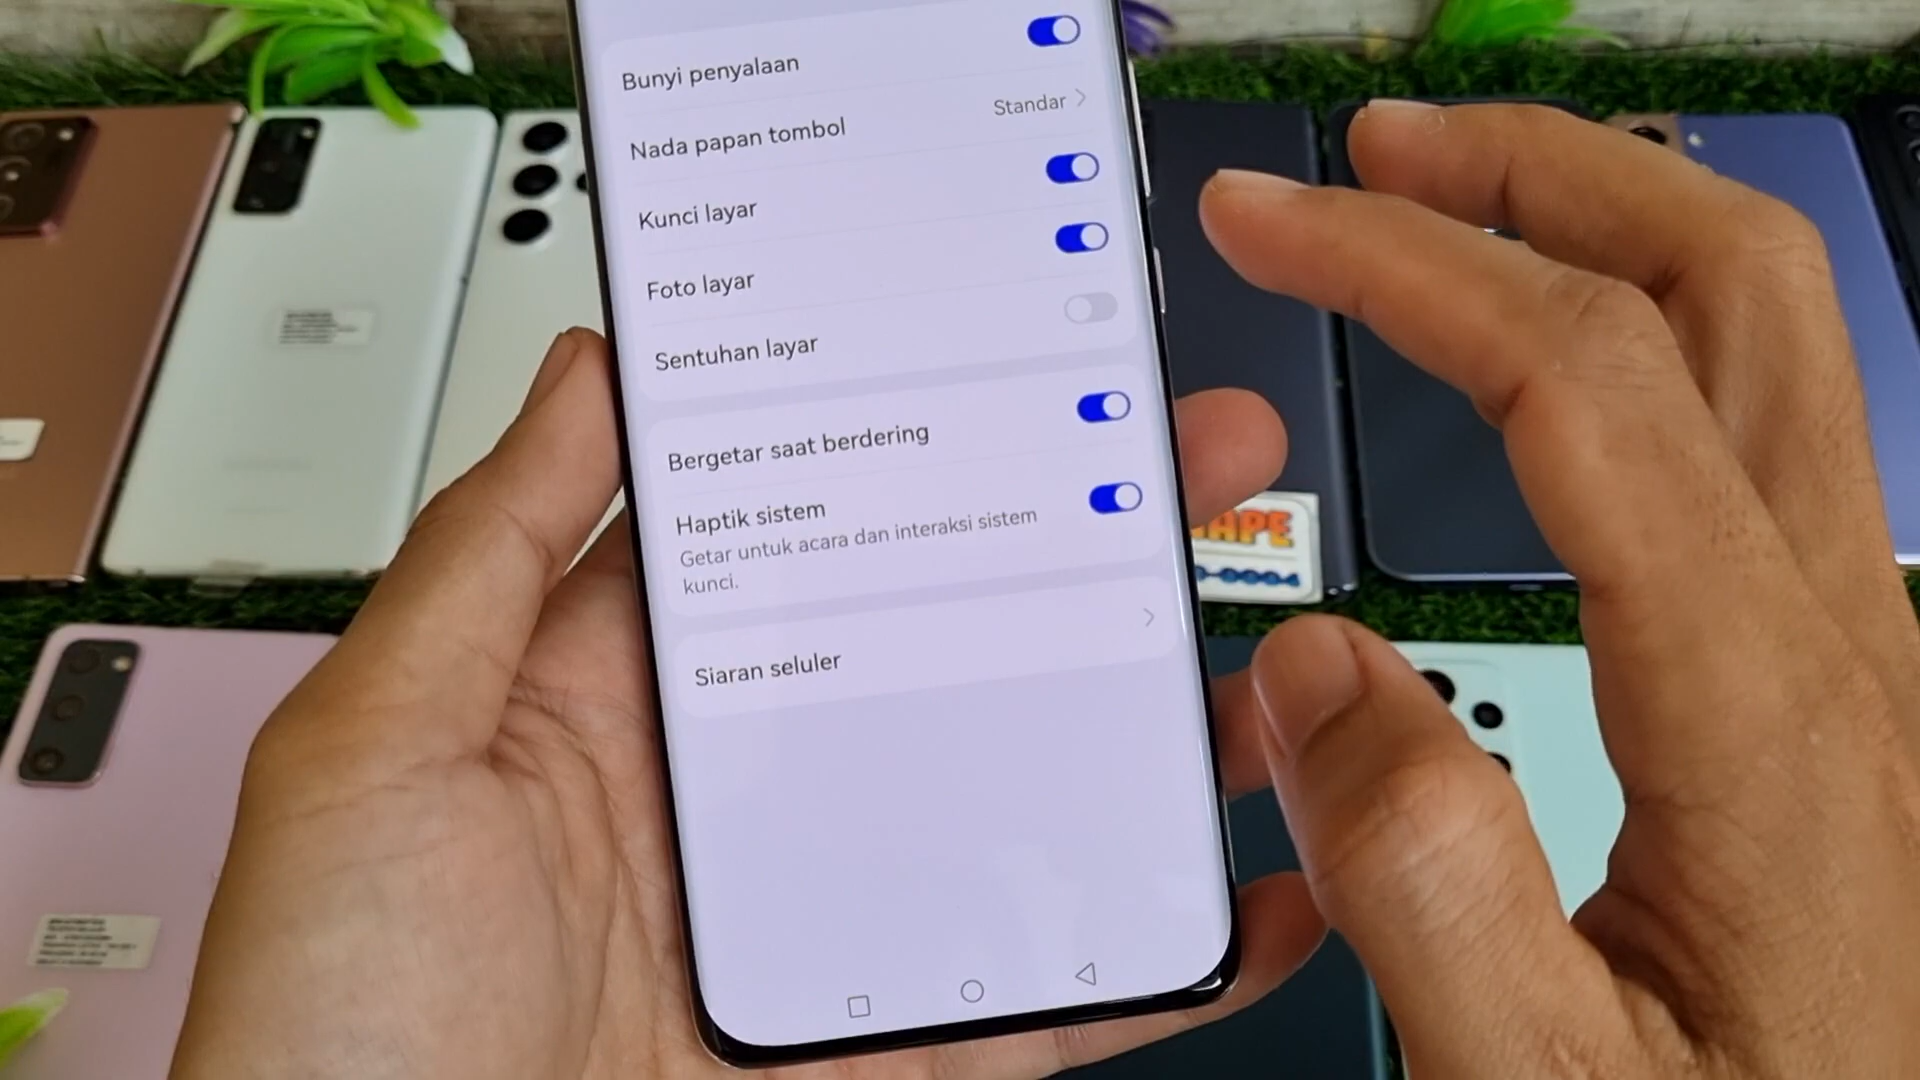 Bunyi penyalaan
Nada papan tombol
Standar
Kunci layar
Foto layar
Sentuhan layar
Bergetar saat berdering
Haptik sistem
Getar untuk acara dan interaksi sistem
kunci.
Siaran seluler